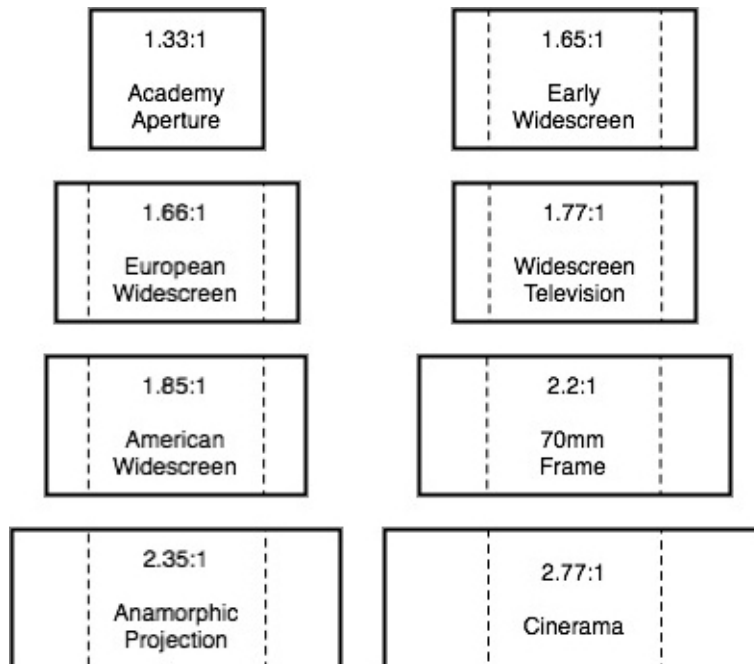 1.33:1
Academy
Aperture
1.65:1
Early
Widescreen
1.66:1
European
Widescreen
1.77:1
Widescreen
Television
1.85:1
American
Widescreen
2.2:1
70mm
Frame
2.35:1
Anamorphic
Projection
2.77:1
Cinerama